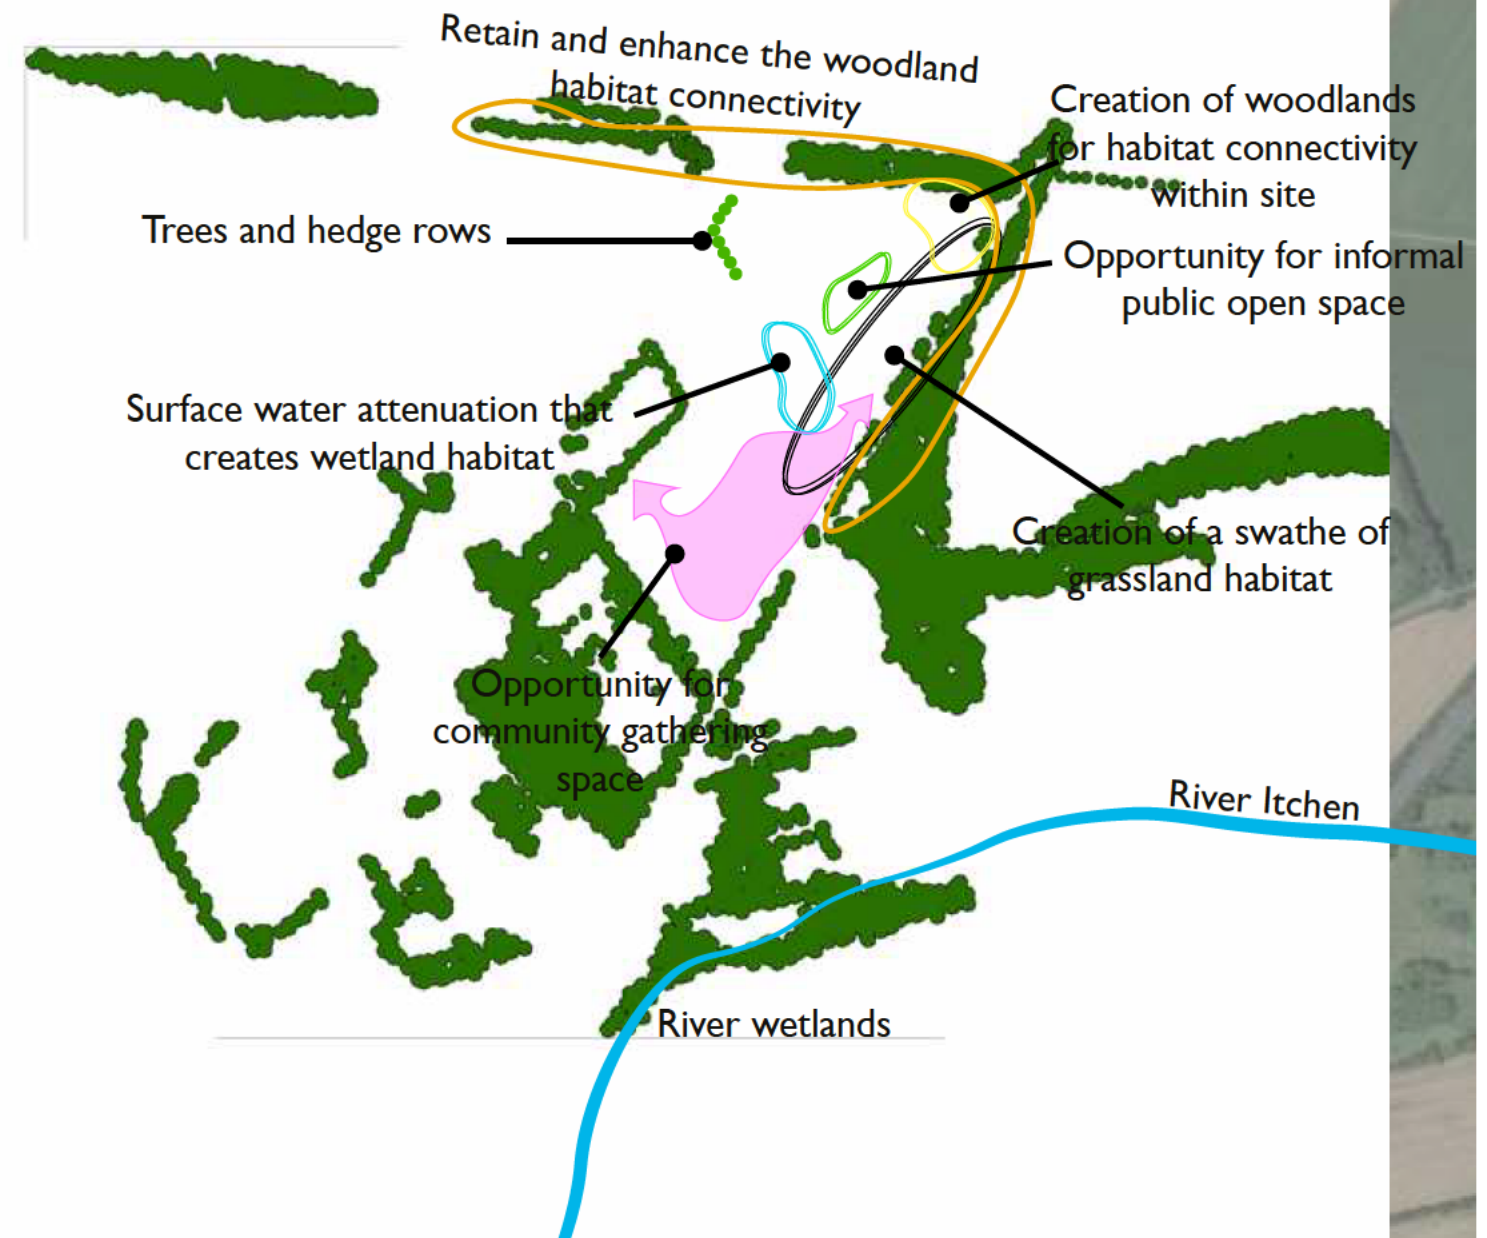 Retain and enhance the woodland
habitat connectivity
Creation of woodlands
for habitat connectivity
within site
Trees and hedge rows
Opportunity for informal
public open space
Surface water attenuation that
creates wetland habitat
Creation of a swathe of
grassland habitat
Opportunity for
community gathering
space
River Itchen
River wetlands